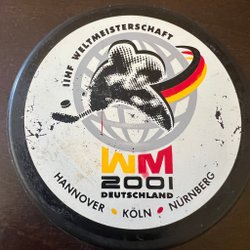 IIHF WELTMEISTERSCHAFT
WM
2001
DEUTSCHLAND
HANNOVER • KÖLN • NÜRNBERG